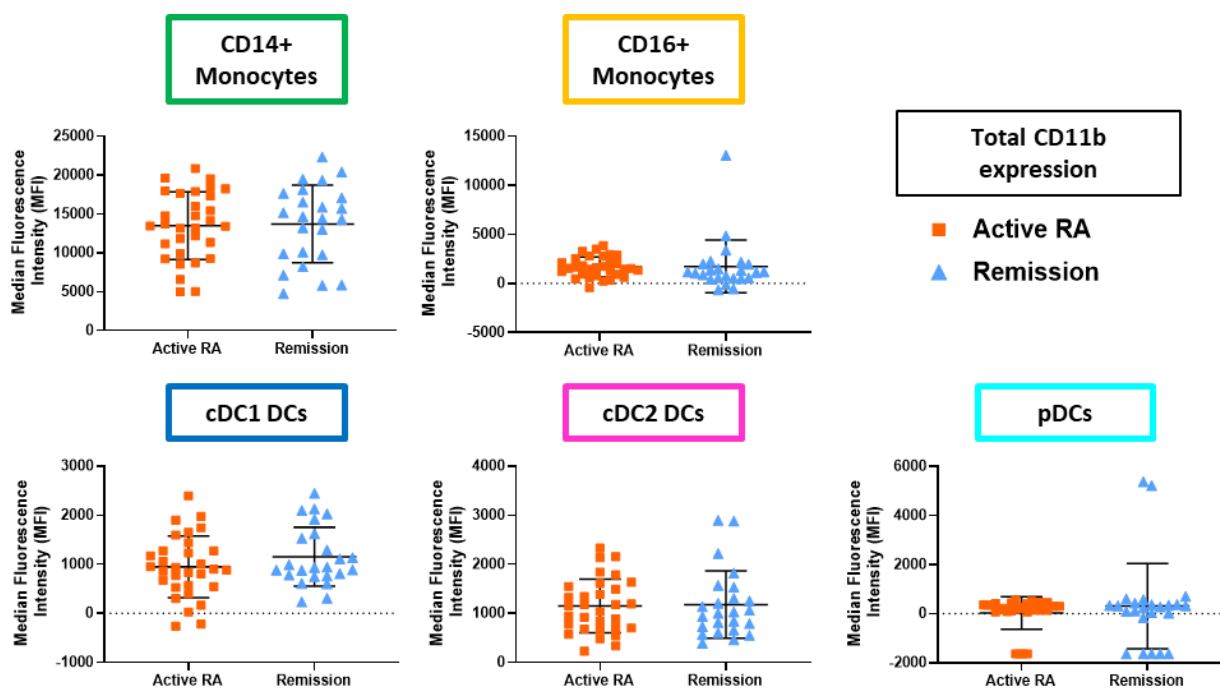 CD14+
Monocytes
CD16+
Monocytes
Total CD11b
expression
Active RA
Remission
Median Fluorescence
Intensity (MFI)
25000
20000
15000
10000
5000
0
Active RA
Remission
Median Fluorescence
Intensity (MFI)
15000
10000
5000
0
-5000
Active RA
Remission
cDC1 DCs
cDC2 DCs
pDCs
Median Fluorescence
Intensity (MFI)
3000
2000
1000
0
-1000
Active RA
Remission
Median Fluorescence
Intensity (MFI)
4000
3000
2000
1000
0
Active RA
Remission
Median Fluorescence
Intensity (MFI)
6000
4000
2000
0
-2000
Active RA
Remission